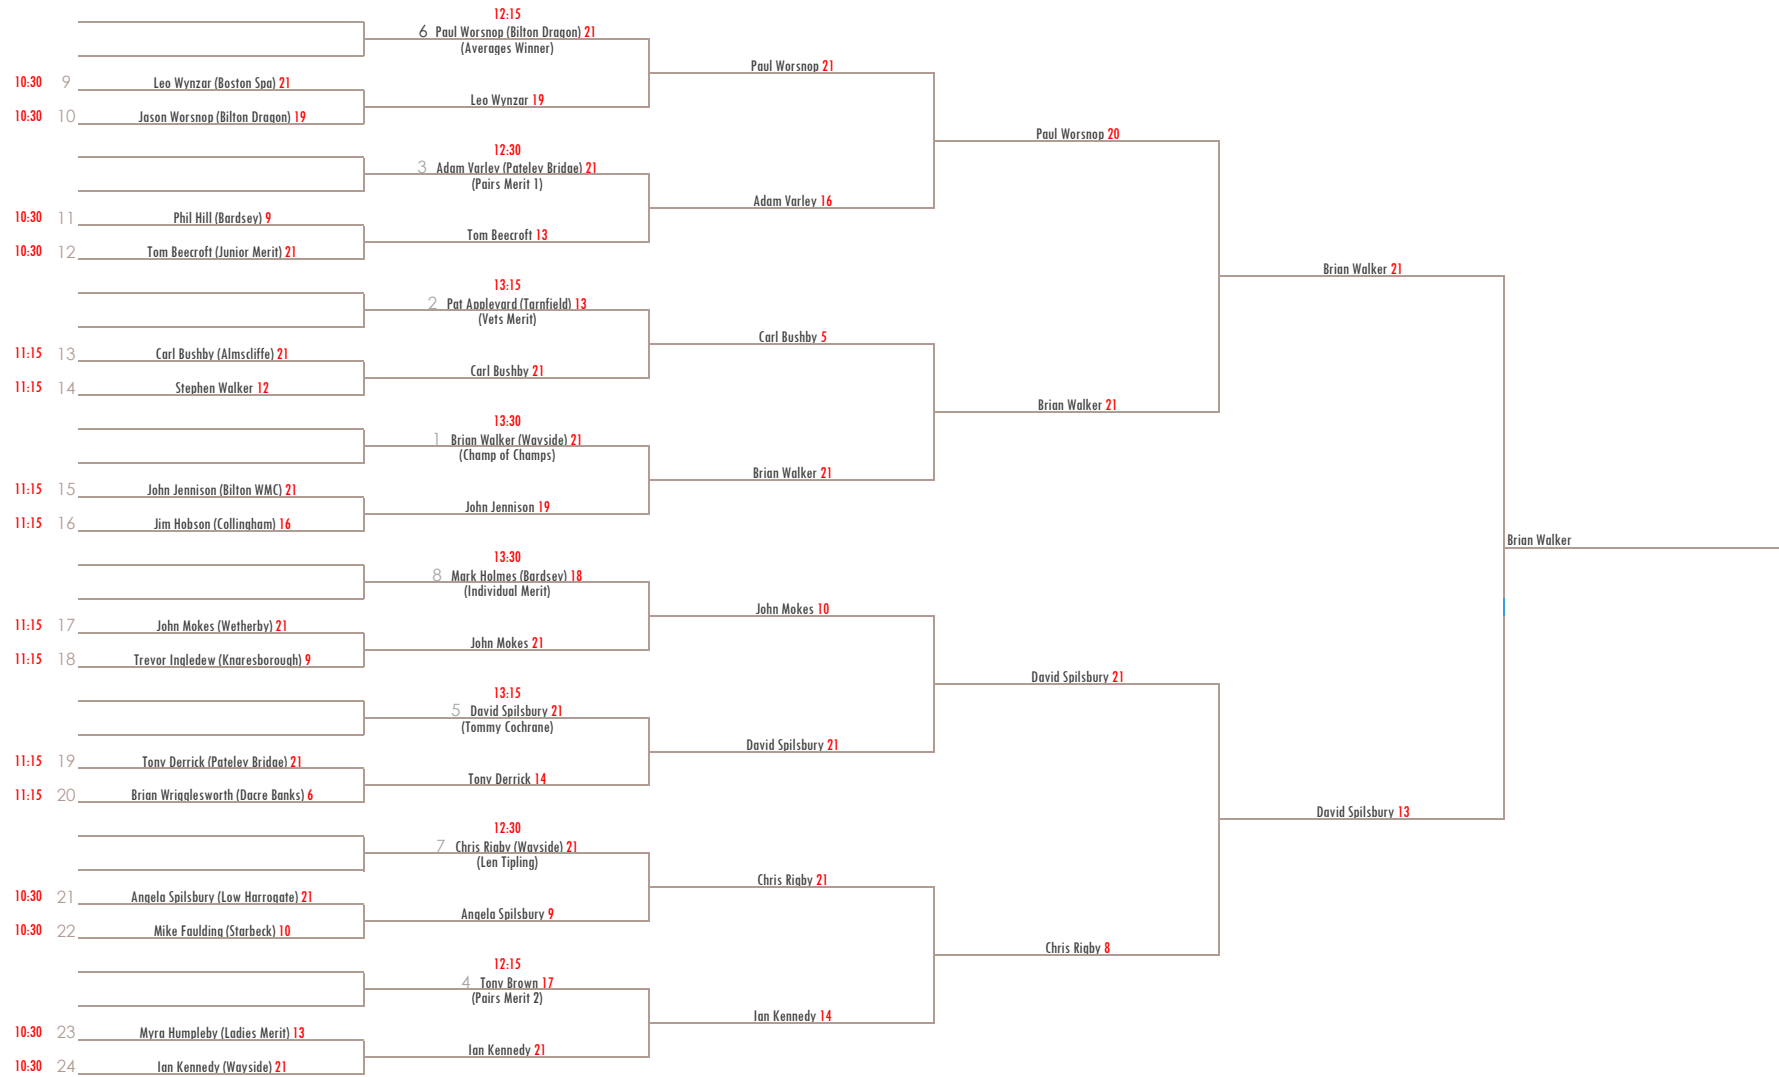 12:15
6 Paul Worsnop (Bilton Dragon) 21
(Averages Winner)
Paul Worsnop 21
10:30 9 Leo Wynzar (Boston Spa) 21
Leo Wynzar 19
10:30 10 Jason Worsnop (Bilton Dragon) 19
Paul Worsnop 20
12:30
3 Adam Varley (Pateley Bridge) 21
(Pairs Merit 1)
Adam Varley 16
10:30 11 Phil Hill (Bardsey) 9
Tom Beecroft 13
10:30 12 Tom Beecroft (Junior Merit) 21
Brian Walker 21
13:15
2 Pat Appleyard (Tarnfield) 13
(Vets Merit)
Carl Bushby 5
11:15 13 Carl Bushby (Almscliffe) 21
Carl Bushby 21
11:15 14 Stephen Walker 12
Brian Walker 21
13:30
1 Brian Walker (Wayside) 21
(Champ of Champs)
Brian Walker 21
11:15 15 John Jennison (Bilton WMC) 21
John Jennison 19
11:15 16 Jim Hobson (Collingham) 16
Brian Walker
13:30
8 Mark Holmes (Bardsey) 18
(Individual Merit)
John Mokes 10
11:15 17 John Mokes (Wetherby) 21
John Mokes 21
11:15 18 Trevor Ingledew (Knaresborough) 9
David Spilsbury 21
13:15
5 David Spilsbury 21
(Tommy Cochrane)
David Spilsbury 21
11:15 19 Tony Derrick (Pateley Bridge) 21
Tony Derrick 14
11:15 20 Brian Wrigglesworth (Dacre Banks) 6
David Spilsbury 13
12:30
7 Chris Rigby (Wayside) 21
(Len Tipling)
Chris Rigby 21
10:30 21 Angela Spilsbury (Low Harrogate) 21
Angela Spilsbury 9
10:30 22 Mike Faulding (Starbeck) 10
Chris Rigby 8
12:15
4 Tony Brown 17
(Pairs Merit 2)
Ian Kennedy 14
10:30 23 Myra Humpleby (Ladies Merit) 13
Ian Kennedy 21
10:30 24 Ian Kennedy (Wayside) 21